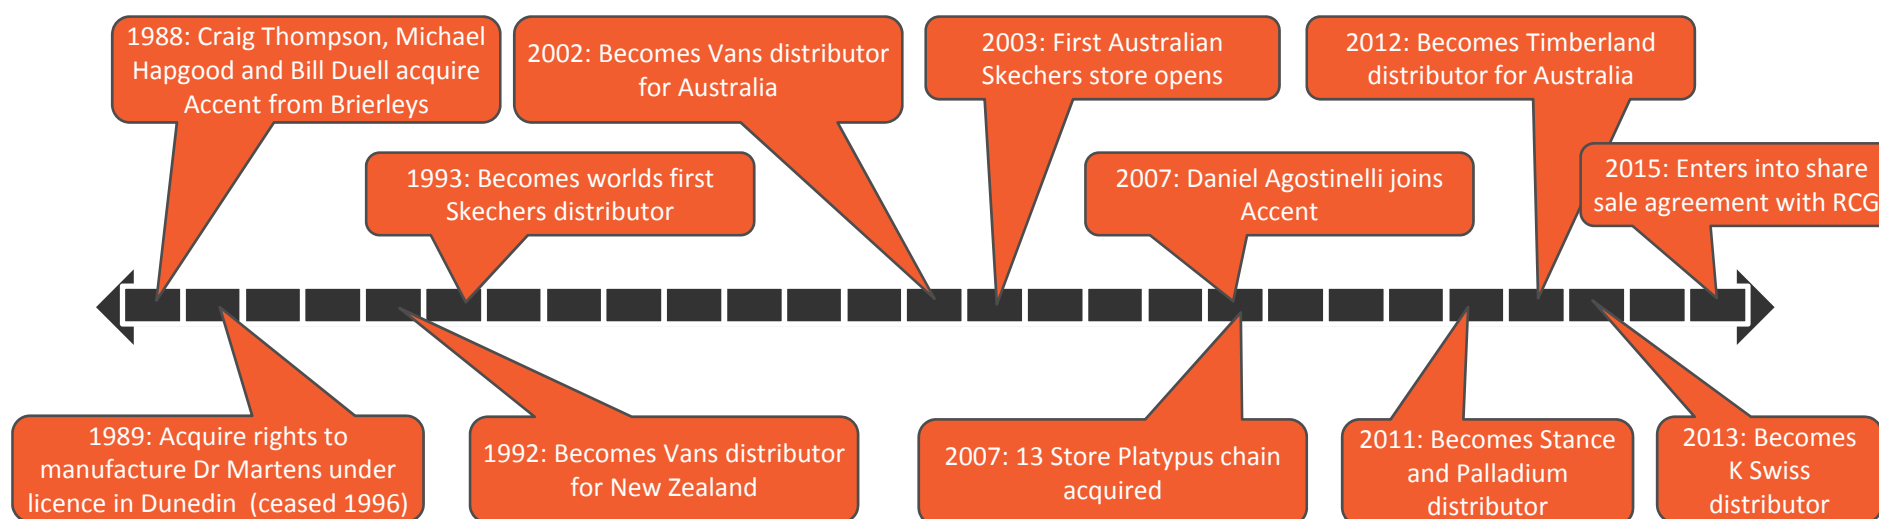 1988: Craig Thompson, Michael
Hapgood and Bill Duell acquire
Accent from Brierleys
2002: Becomes Vans distributor
for Australia
2003: First Australian
Skechers store opens
2012: Becomes Timberland
distributor for Australia
1993: Becomes worlds first
Skechers distributor
2007: Daniel Agostinelli joins
Accent
2015: Enters into share
sale agreement with RCG
1989: Acquire rights to
manufacture Dr Martens under
licence in Dunedin  (ceased 1996)
1992: Becomes Vans distributor
for New Zealand
2007: 13 Store Platypus chain
acquired
2011: Becomes Stance
and Palladium
distributor
2013: Becomes
K Swiss
distributor